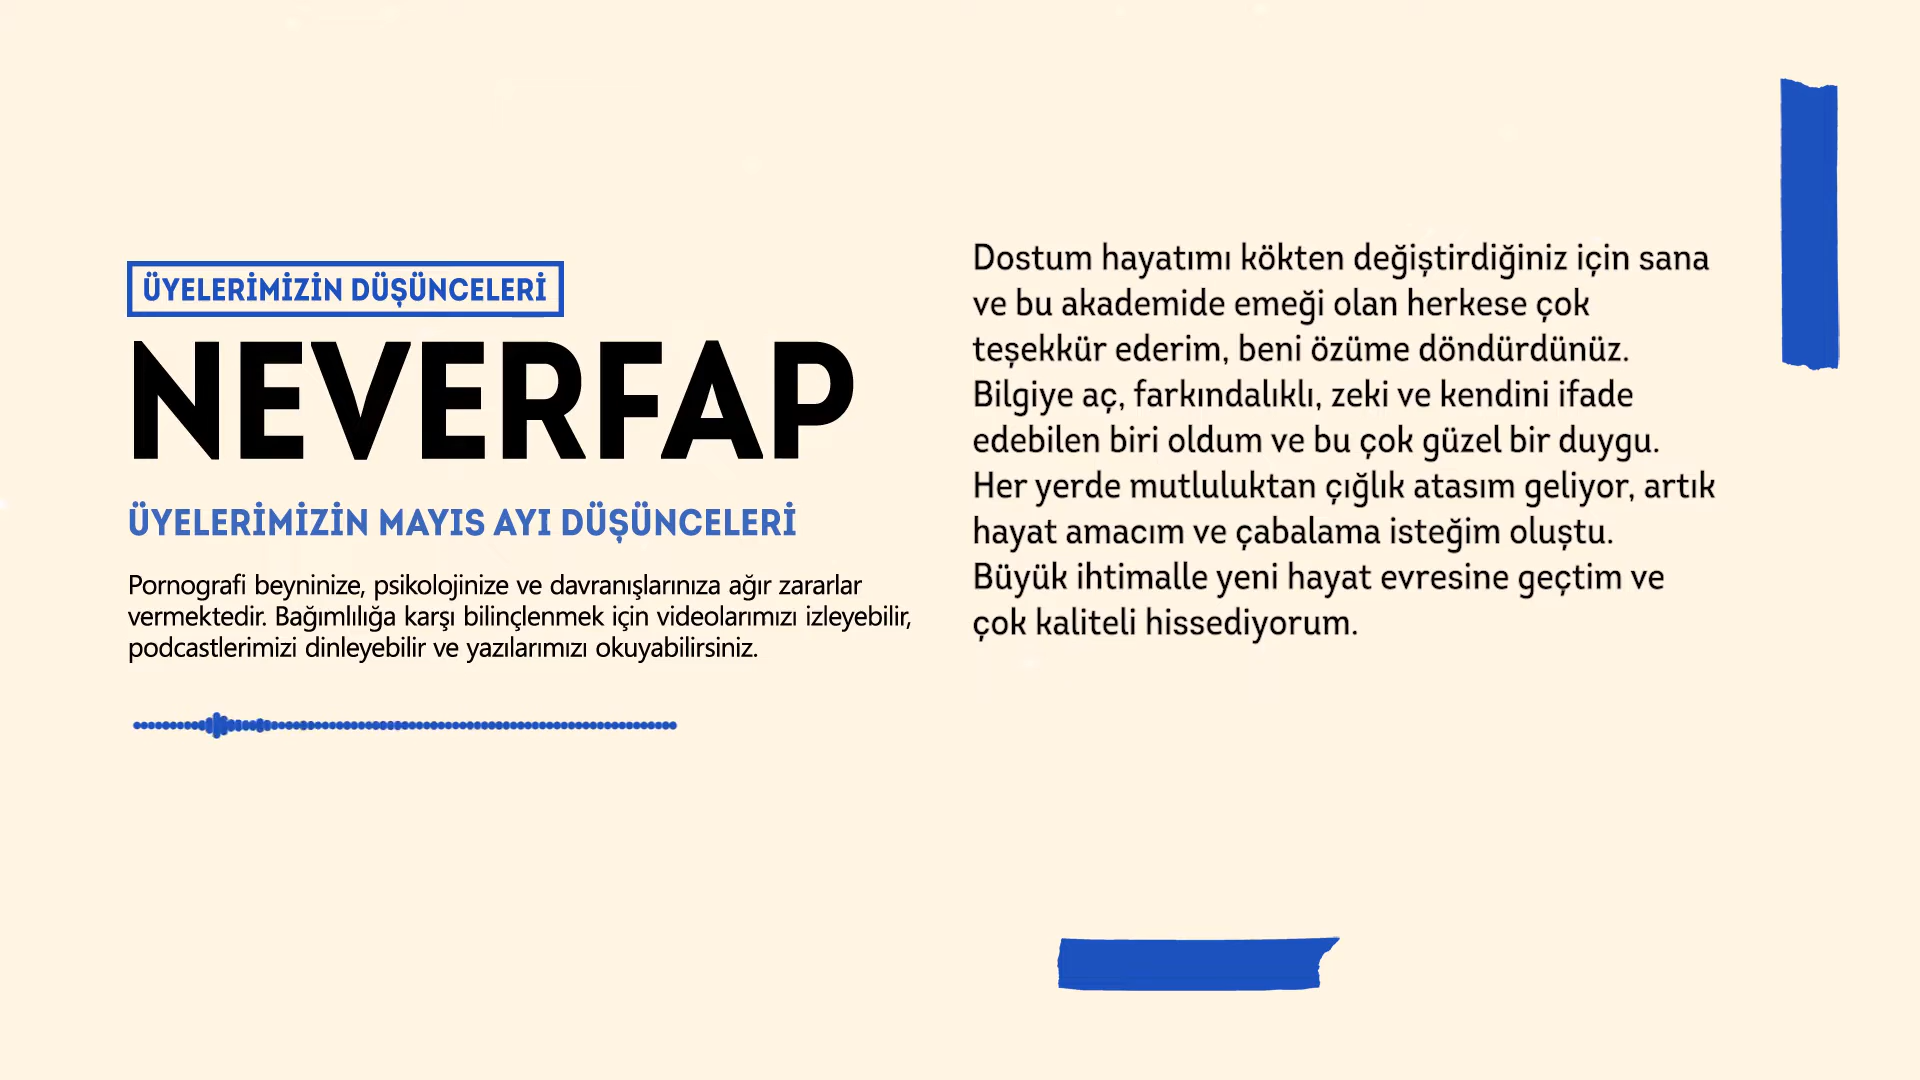 ÜYELERİMİZİN DÜŞÜNCELERİ
NEVERFAP
ÜYELERİMİZİN MAYIS AYI DÜŞÜNCELERİ
Pornografi beyninize, psikolojinize ve davranışlarınıza ağır zararlar
vermektedir. Bağımlılığa karşı bilinçlenmek için videolarımızı izleyebilir,
podcastlerimizi dinleyebilir ve yazılarımızı okuyabilirsiniz.
Dostum hayatımı kökten değiştirdiğiniz için sana
ve bu akademide emeği olan herkese çok
teşekkür ederim, beni özüme döndürdünüz.
Bilgiye aç, farkındalıklı, zeki ve kendini ifade
edebilen biri oldum ve bu çok güzel bir duygu.
Her yerde mutluluktan çığlık atasım geliyor, artık
hayat amacım ve çabalama isteğim oluştu.
Büyük ihtimalle yeni hayat evresine geçtim ve
çok kaliteli hissediyorum.